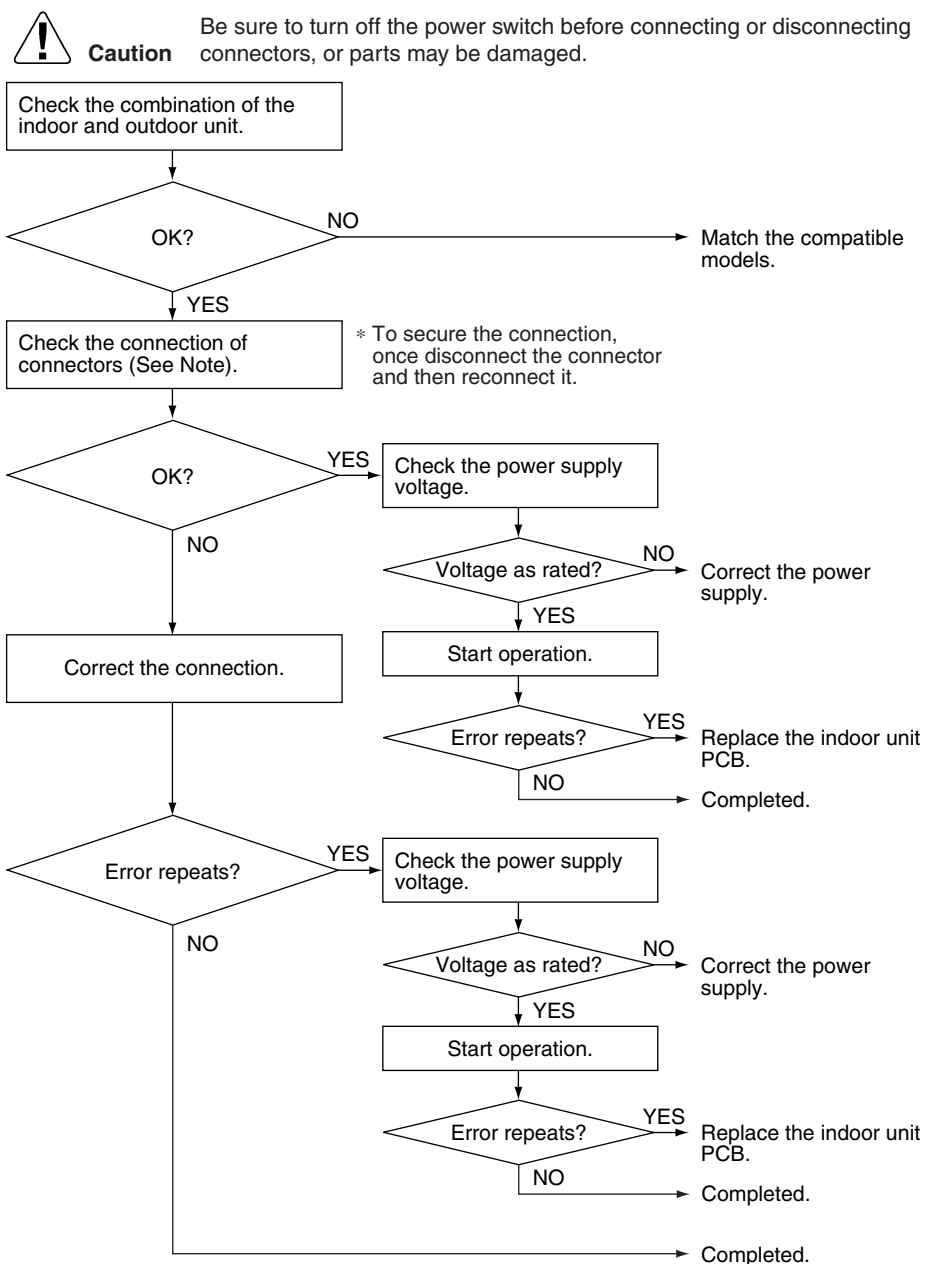 Be sure to turn off the power switch before connecting or disconnecting
Caution connectors, or parts may be damaged.
Check the combination of the
indoor and outdoor unit.
OK?
NO
Match the compatible
models.
YES
Check the connection of
connectors (See Note).
* To secure the connection,
once disconnect the connector
and then reconnect it.
OK?
YES
Check the power supply
voltage.
NO
Voltage as rated?
NO
Correct the power
supply.
YES
Start operation.
Correct the connection.
Error repeats?
YES
Replace the indoor unit
PCB.
NO
Completed.
Error repeats?
YES
Check the power supply
voltage.
NO
Voltage as rated?
NO
Correct the power
supply.
YES
Start operation.
Error repeats?
YES
Replace the indoor unit
PCB.
NO
Completed.
Completed.